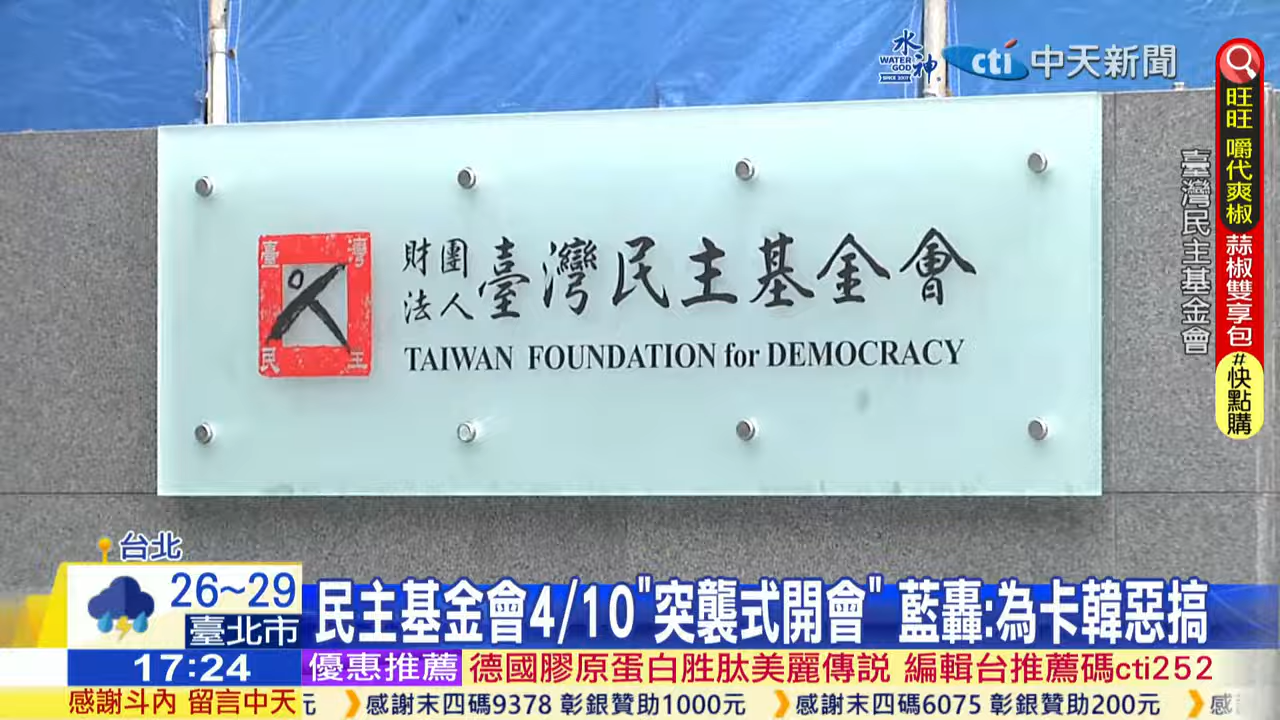 水神
WATER GOD
SINCE 2007
cti 中天新聞
旺旺 嚼代爽椒 蒜椒雙享包 #快點購
臺灣民主基金會
臺灣
民主
財團法人 臺灣民主基金會
TAIWAN FOUNDATION for DEMOCRACY
台北
26~29
臺北市
民主基金會4/10"突襲式開會" 藍轟:為卡韓惡搞
17:24
優惠推薦 德國膠原蛋白胜肽美麗傳說 編輯台推薦碼cti252
感謝斗內 留言中天
元 》感謝末四碼9378 彰銀贊助1000元 》感謝末四碼6075 彰銀贊助200元 》感